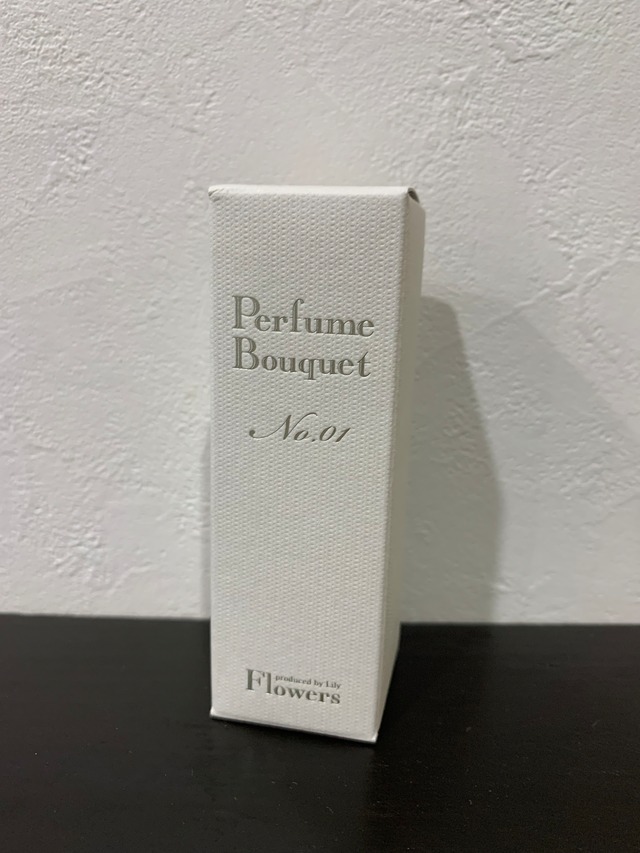 Perfume
Bouquet
No.01
produced by Lily
Flowers